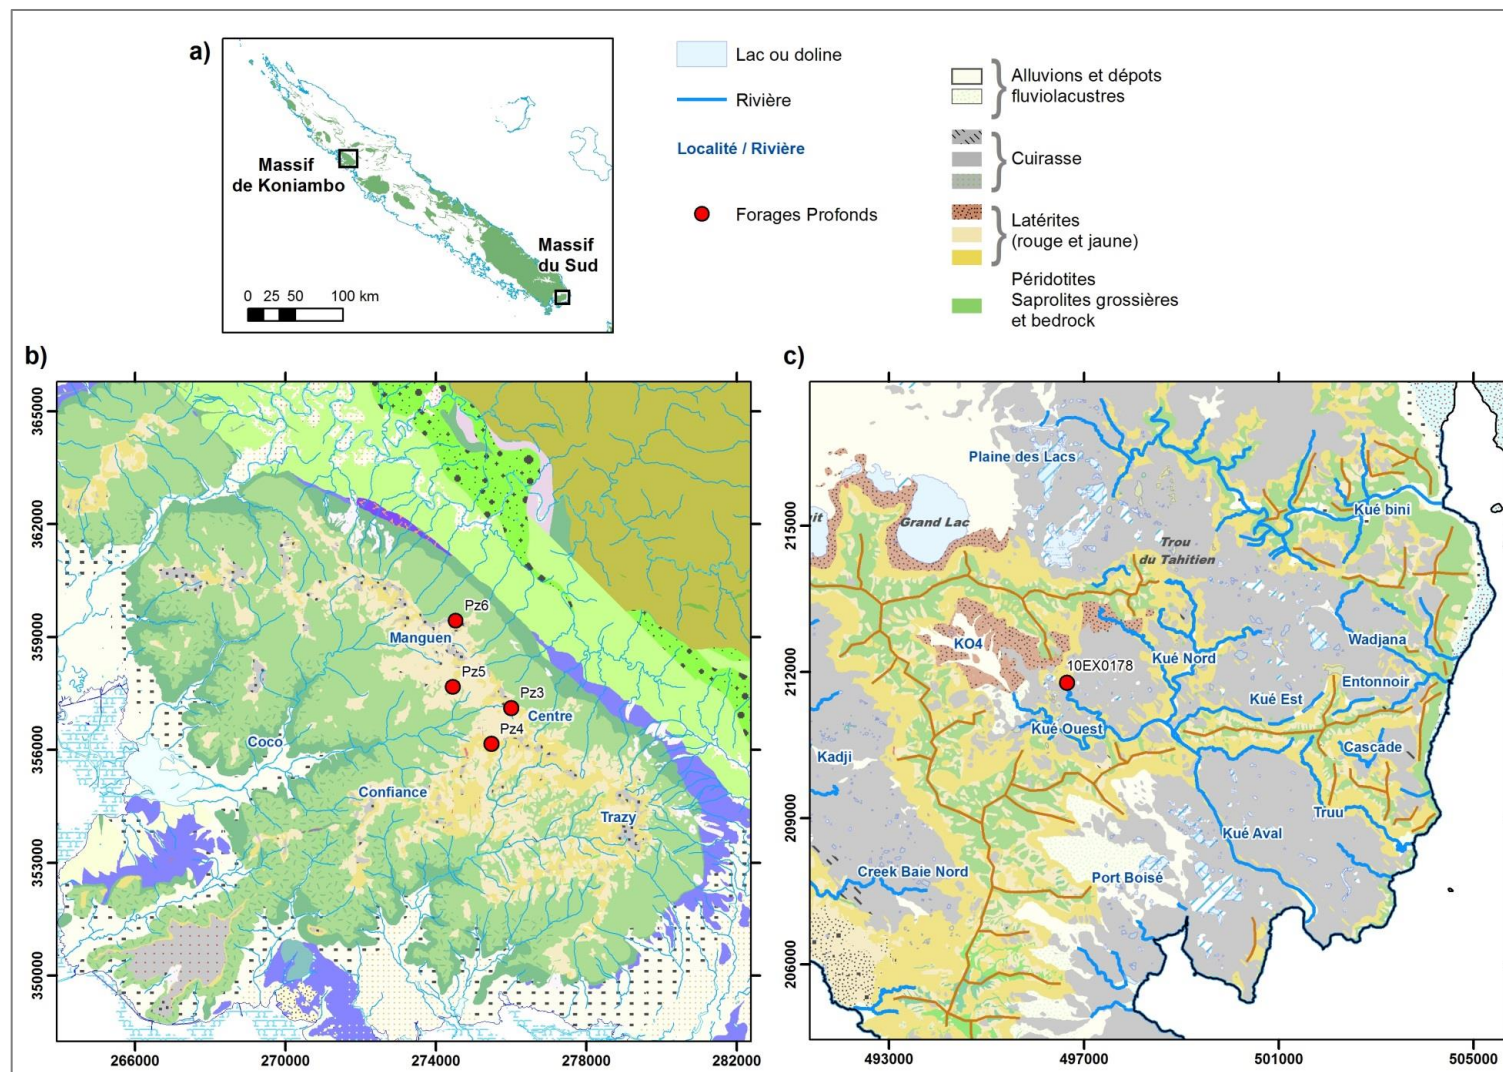 a)
Massif
de Koniambo
Massif
du Sud
0 25 50 100 km
Lac ou doline
Rivière
Localité / Rivière
Forages Profonds
Alluvions et dépots
fluviolacustres
Cuirasse
Latérites
(rouge et jaune)
Péridotites
Saprolites grossières
et bedrock
b)
365000
362000
359000
356000
353000
350000
266000
270000
274000
278000
282000
Pz6
Manguen
Pz5
Pz3
Centre
Pz4
Coco
Confiance
Trazy
c)
215000
212000
209000
206000
493000
497000
501000
505000
Plaine des Lacs
Grand Lac
Trou
du Tahitien
Kué bini
KO4
Kué Nord
Wadjana
10EX0178
Entonnoir
Kué Est
Kué Ouest
Cascade
Kadji
Truu
Kué Aval
Creek Baie Nord
Port Boisé